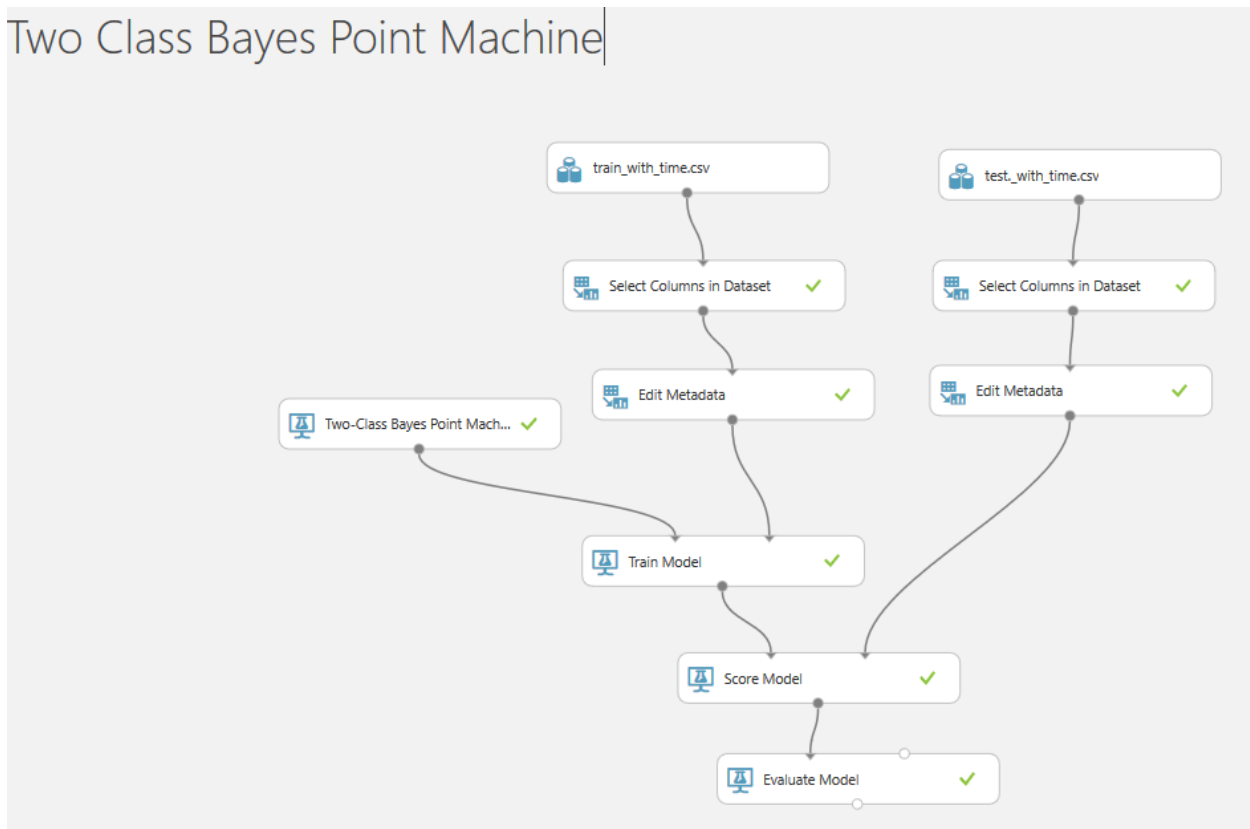 Two Class Bayes Point Machine
train_with_time.csv
test._with_time.csv
Select Columns in Dataset
Select Columns in Dataset
Edit Metadata
Edit Metadata
Two-Class Bayes Point Mach...
Train Model
Score Model
Evaluate Model